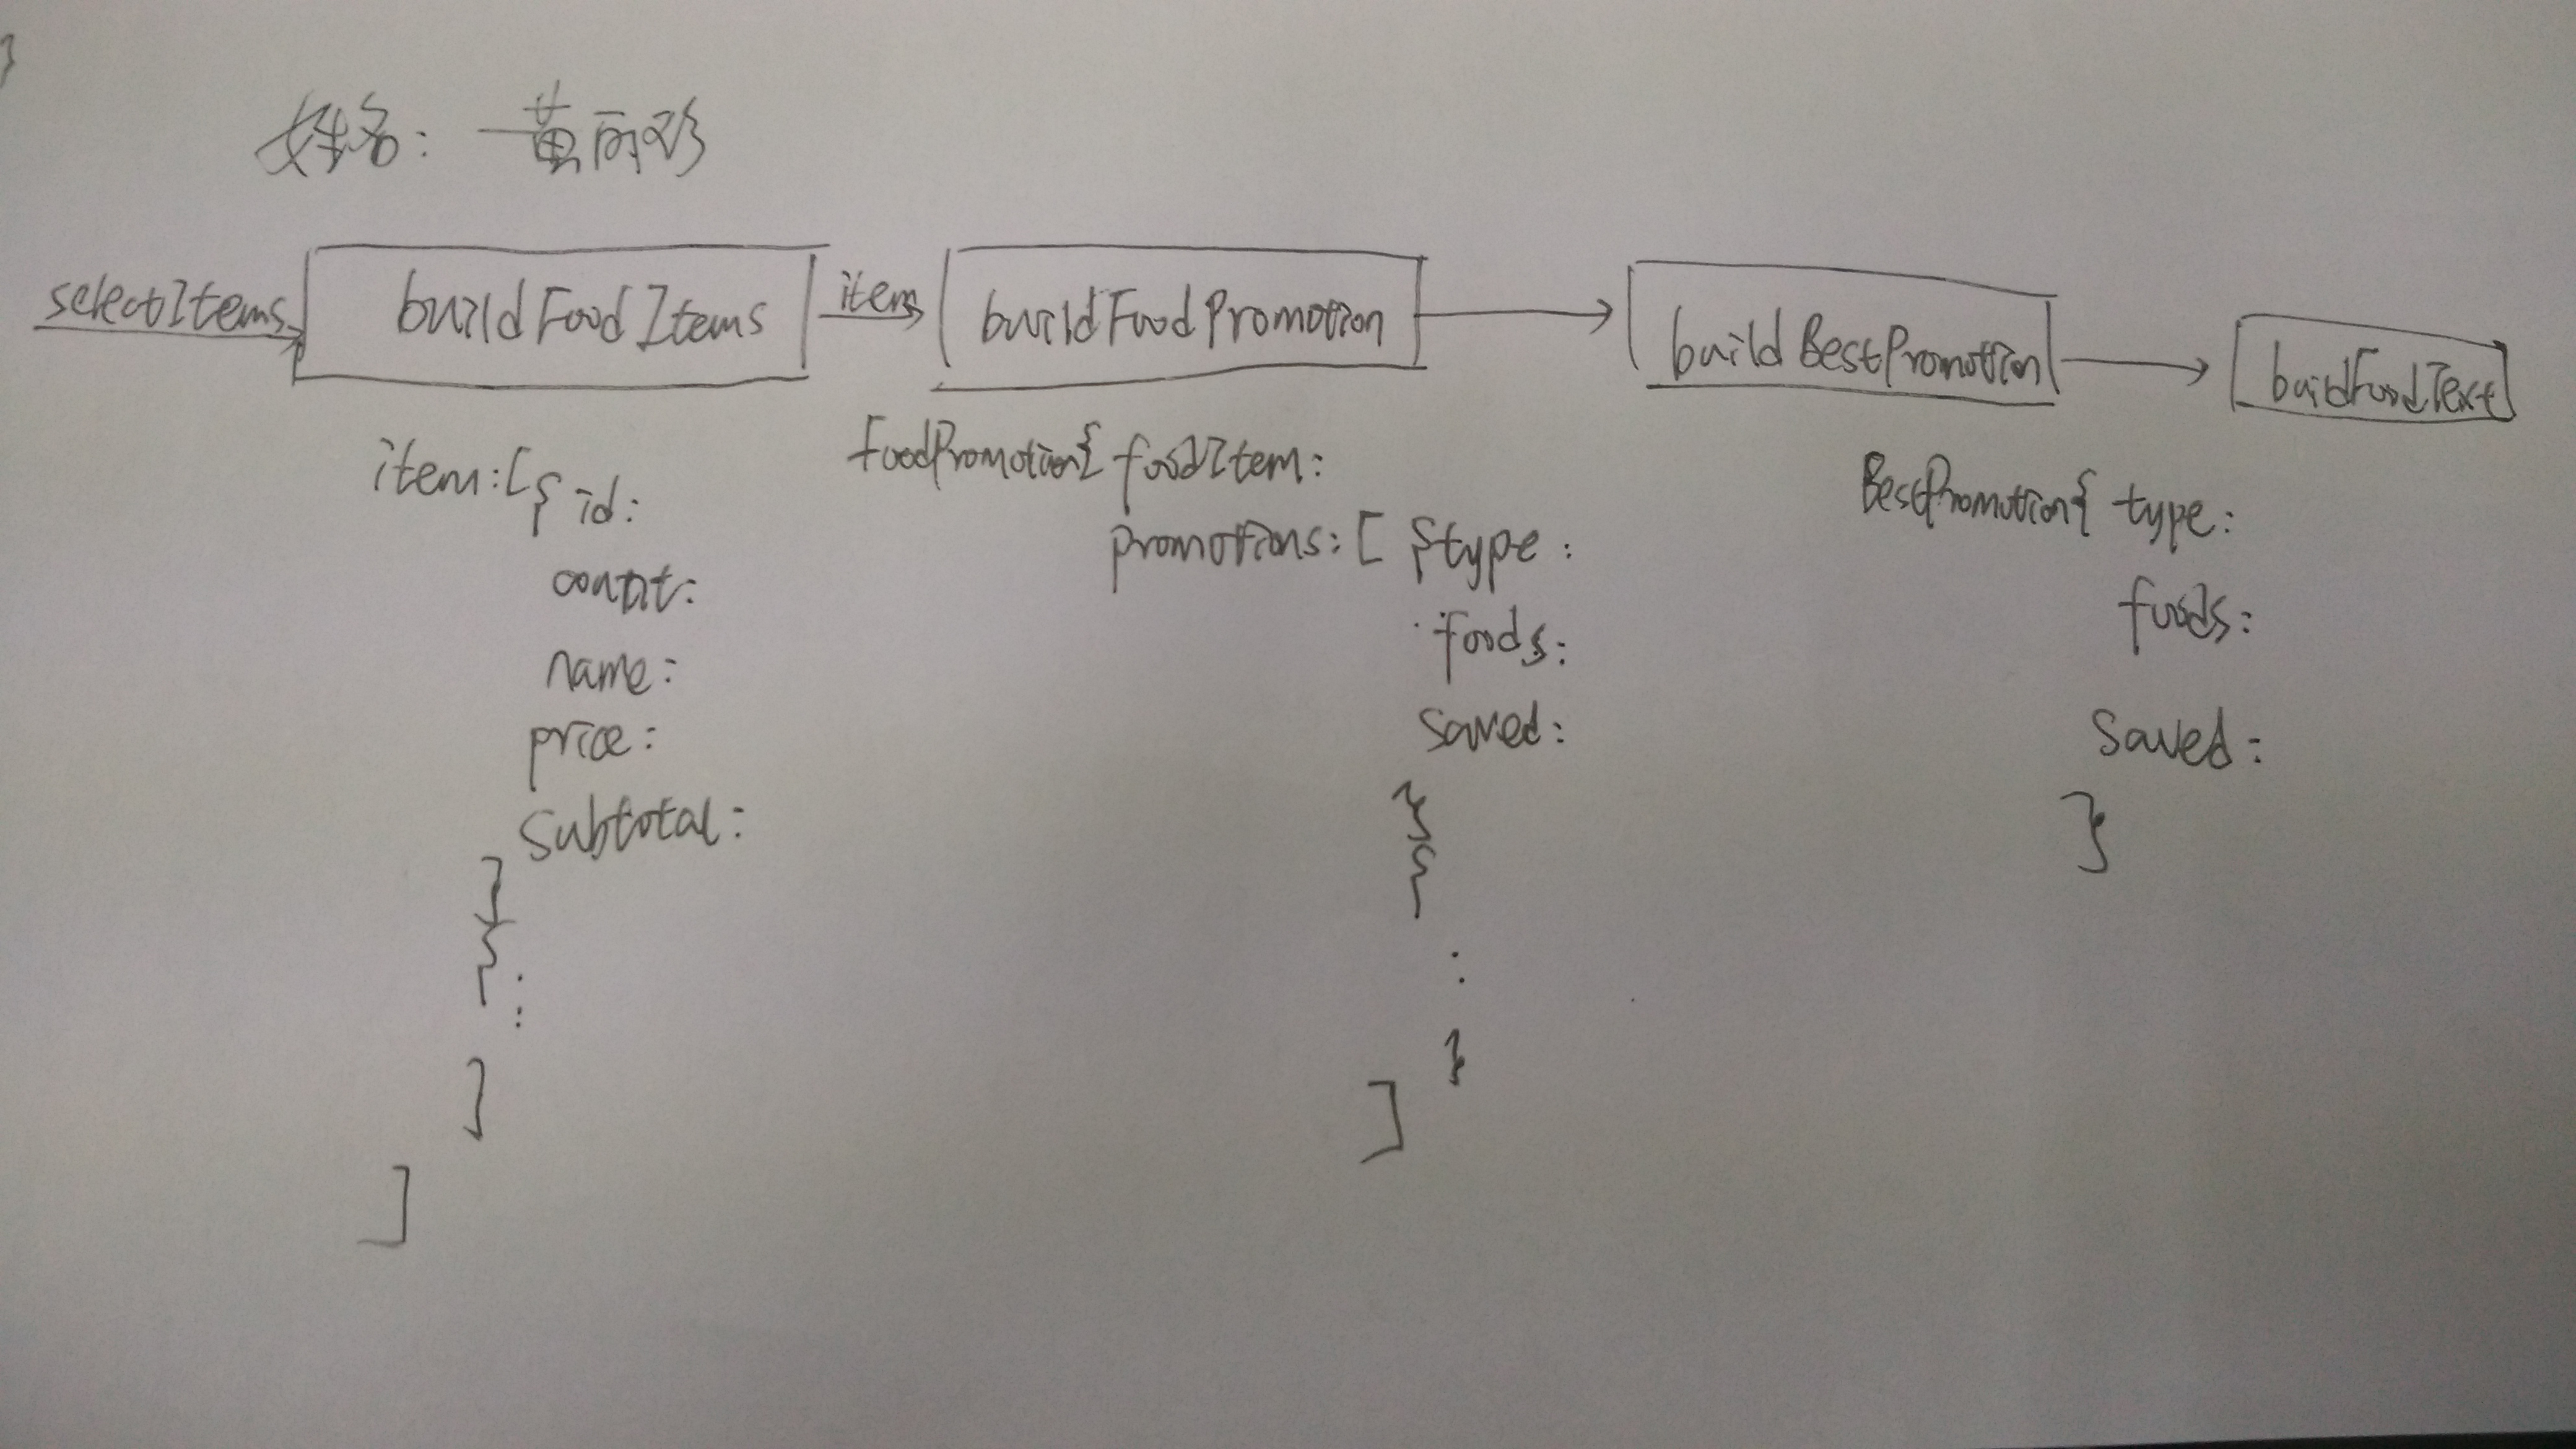 }
姓名: 黄丽珍
selectItems buildFoodItems items buildFoodPromotion buildBestPromotion buidFoodText
item:[{ id: FoodPromotion{ foodItem: BestPromotion{ type:
count: promotions: [ {type: foods:
name: foods: saved:
price: saved: }
subtotal: }{
}{
: :
] }
] ]